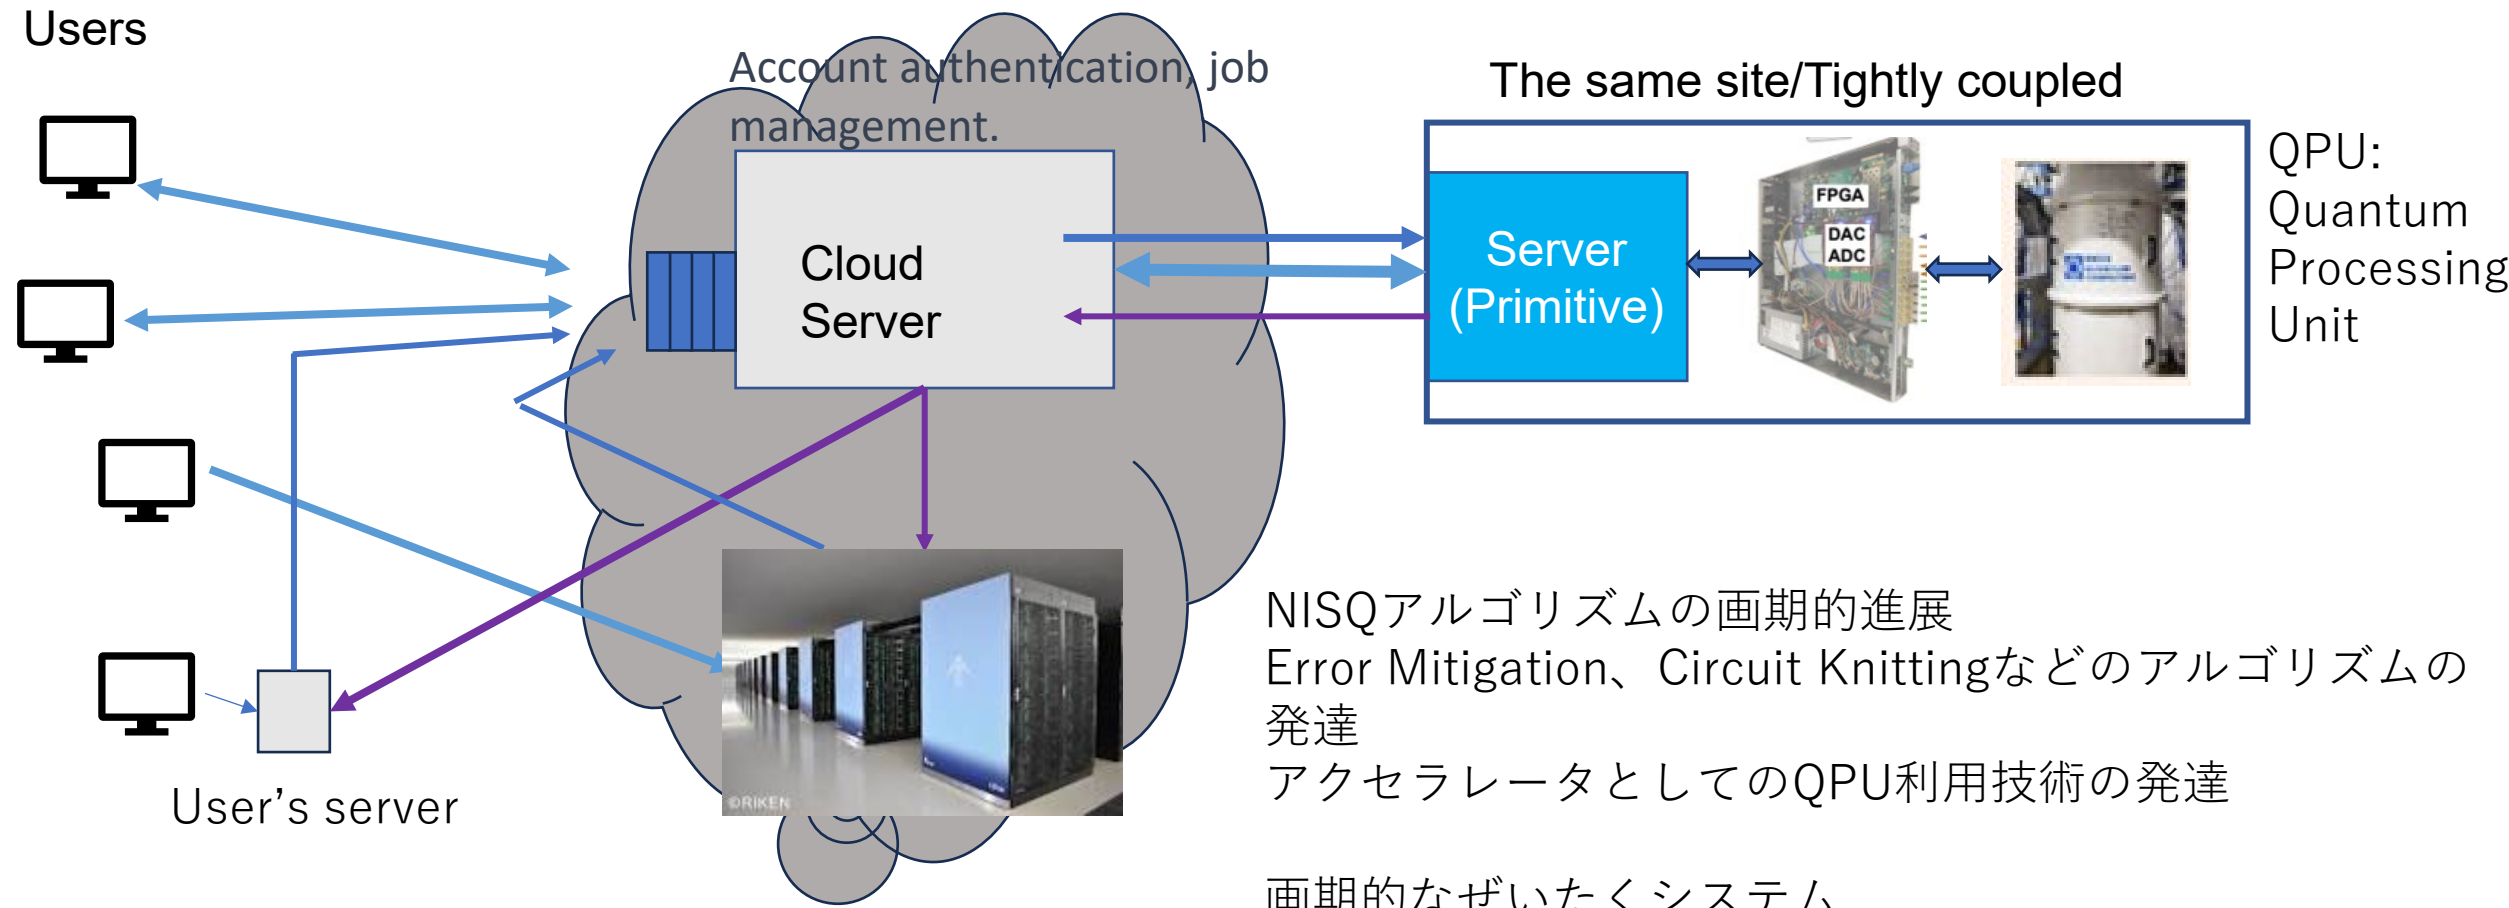 Users
Account authentication, job
management.
The same site/Tightly coupled
Cloud
Server
Server
(Primitive)
FPGA
DAC
ADC
QPU:
Quantum
Processing
Unit
User’s server
©RIKEN
NISQアルゴリズムの画期的進展
Error Mitigation、Circuit Knittingなどのアルゴリズムの
発達
アクセラレータとしてのQPU利用技術の発達
画期的なぜいたくシステム